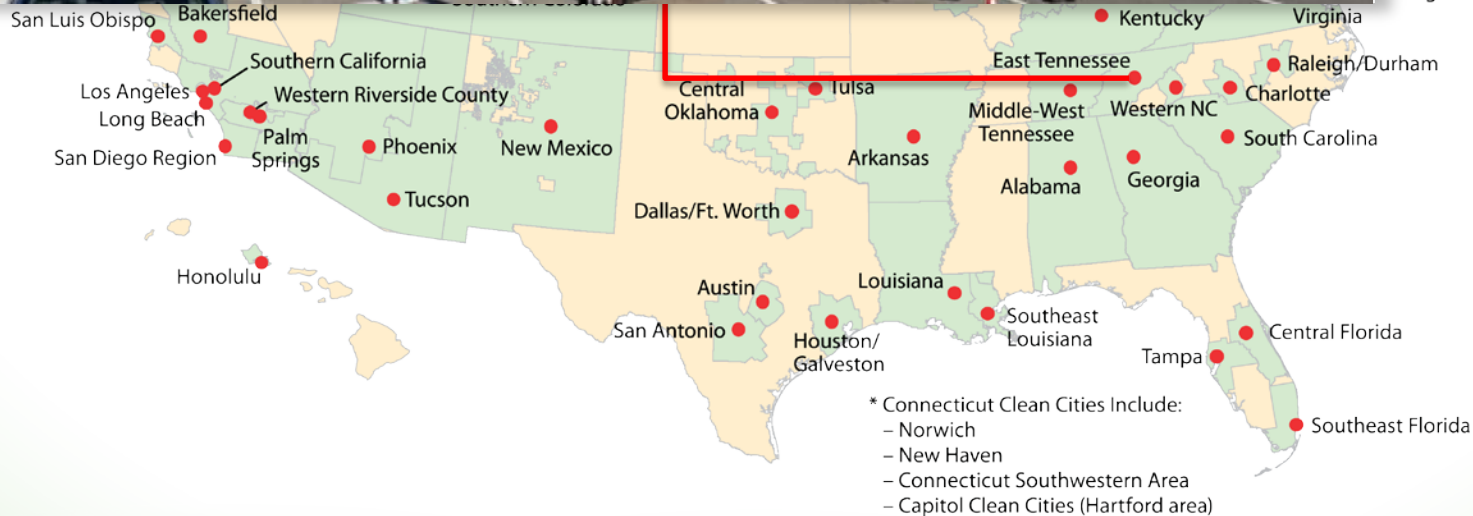 San Luis Obispo
Bakersfield
Kentucky
Virginia
Southern California
East Tennessee
Raleigh/Durham
Los Angeles
Western Riverside County
Central
Oklahoma
Tulsa
Middle-West
Tennessee
Western NC
Charlotte
Long Beach
Palm
Springs
Phoenix
New Mexico
Arkansas
South Carolina
San Diego Region
Alabama
Georgia
Tucson
Dallas/Ft. Worth
Honolulu
Austin
Louisiana
San Antonio
Houston/
Galveston
Southeast
Louisiana
Central Florida
Tampa
* Connecticut Clean Cities Include:
– Norwich
– New Haven
– Connecticut Southwestern Area
– Capitol Clean Cities (Hartford area)
Southeast Florida